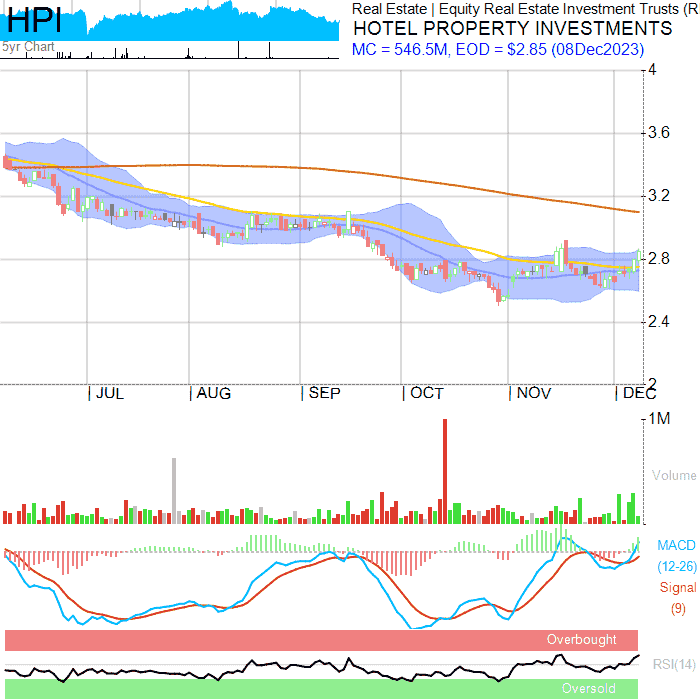 HPI
5yr Chart
Real Estate | Equity Real Estate Investment Trusts (R
HOTEL PROPERTY INVESTMENTS
MC = 546.5M, EOD = $2.85 (08Dec2023)
4
3.6
3.2
2.8
2.4
2
| JUL | AUG | SEP | OCT | NOV | DEC
1M
Volume
MACD
(12-26)
Signal
(9)
Overbought
RSI(14)
Oversold